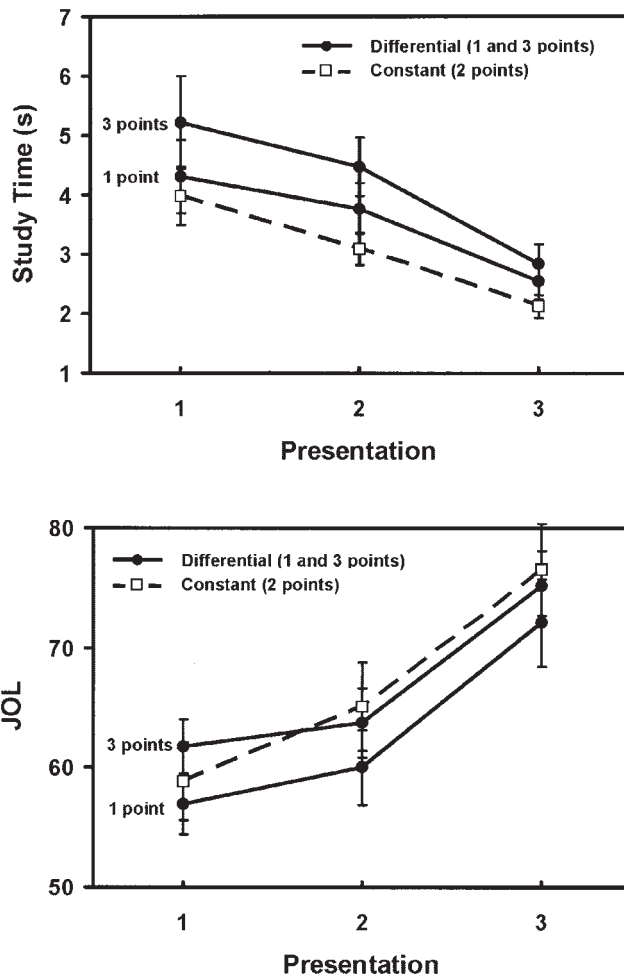 7
Differential (1 and 3 points)
Constant (2 points)
6
3 points
5
1 point
4
3
2
1
Study Time (s)
1 2 3
Presentation
80
Differential (1 and 3 points)
Constant (2 points)
70
JOL
3 points
60
1 point
50
1 2 3
Presentation